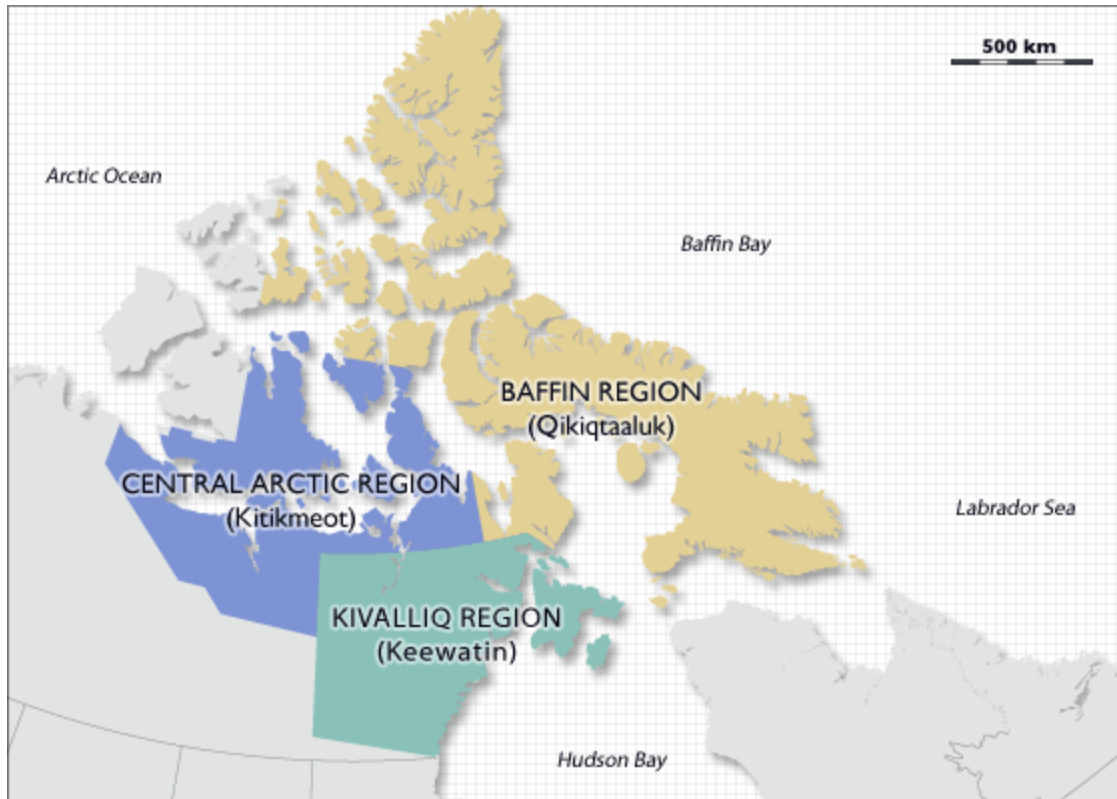 500 km
Arctic Ocean
Baffin Bay
BAFFIN REGION
(Qikiqtaaluk)
CENTRAL ARCTIC REGION
(Kitikmeot)
Labrador Sea
KIVALLIQ REGION
(Keewatin)
Hudson Bay